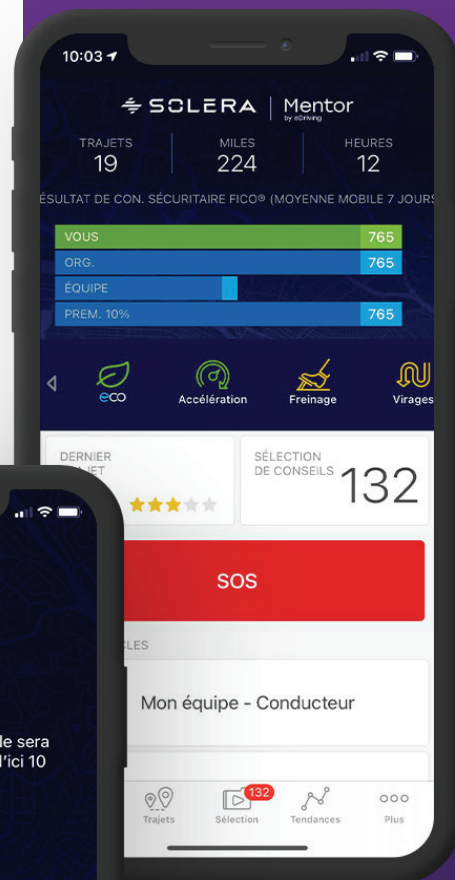 10:03
SOLERA | Mentor
by eDriving
TRAJETS
19
MILES
224
HEURES
12
ÉSULTAT DE CON. SÉCURITAIRE FICO® (MOYENNE MOBILE 7 JOURS
VOUS 765
ORG. 765
ÉQUIPE
PREM. 10% 765
eco
Accélération
Freinage
Virages
DERNIER
JET
SÉLECTION
DE CONSEILS
132
SOS
CLES
Mon équipe - Conducteur
de sera
d'ici 10
Trajets
132
Sélection
Tendances
Plus